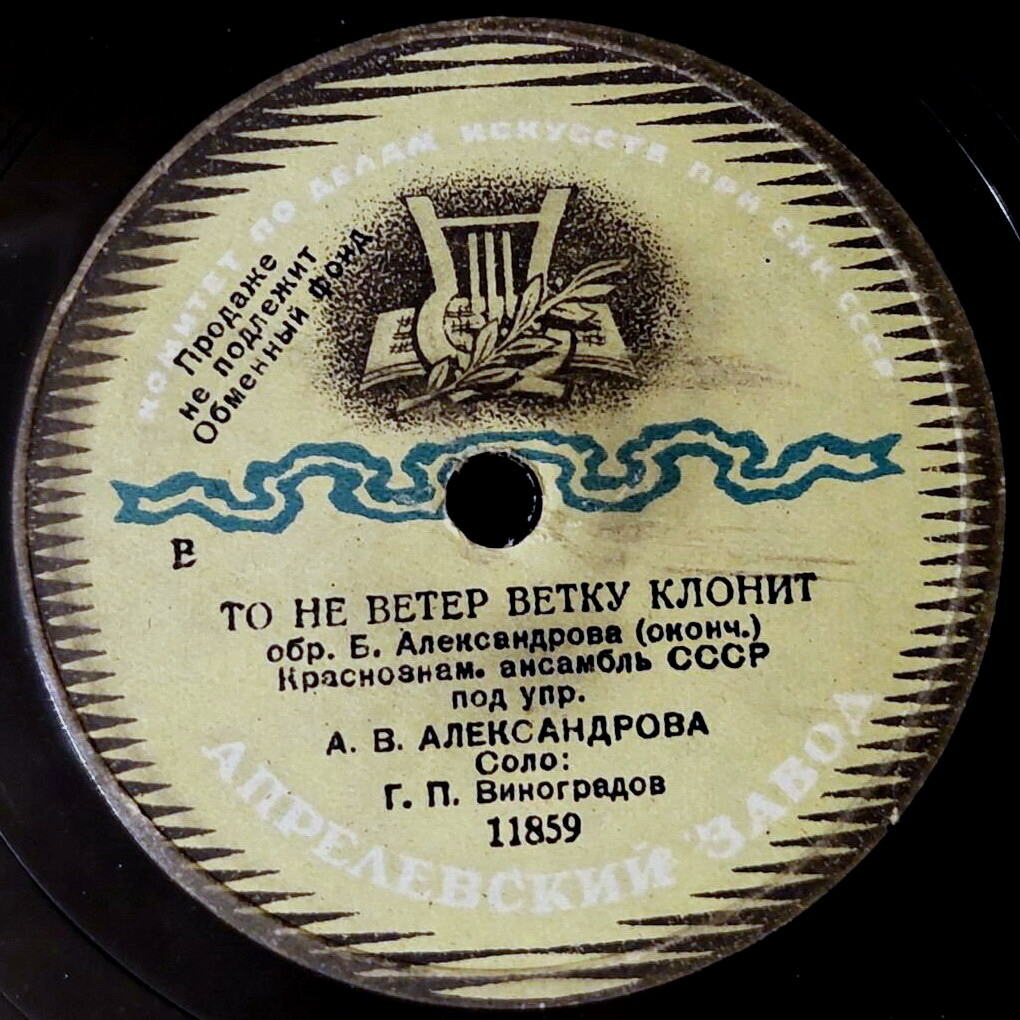 КОМИТЕТ ПО ДЕЛАМ ИСКУССТВ ПРИ СНК СССР
Продаже
не подлежит
Обменный фонд
В
ТО НЕ ВЕТЕР ВЕТКУ КЛОНИТ
обр. Б. Александрова (оконч.)
Краснознам. ансамбль СССР
под упр.
А. В. АЛЕКСАНДРОВА
Соло:
Г. П. Виноградов
11859
АПРЕЛЕВСКИЙ ЗАВОД